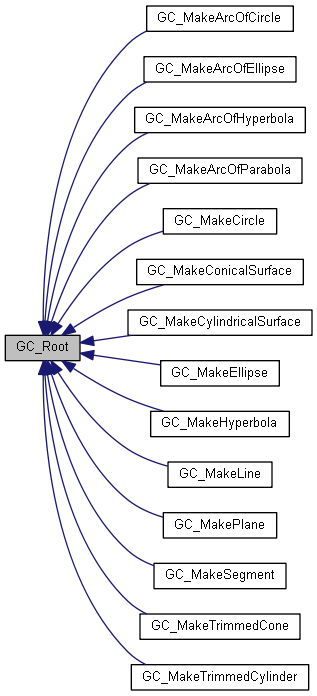 GC_MakeArcOfCircle
GC_MakeArcOfEllipse
GC_MakeArcOfHyperbola
GC_MakeArcOfParabola
GC_MakeCircle
GC_MakeConicalSurface
GC_MakeCylindricalSurface
GC_Root
GC_MakeEllipse
GC_MakeHyperbola
GC_MakeLine
GC_MakePlane
GC_MakeSegment
GC_MakeTrimmedCone
GC_MakeTrimmedCylinder